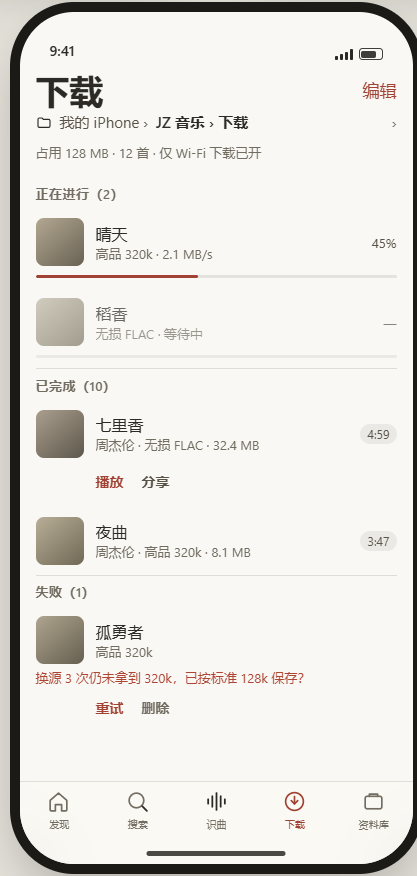 9:41
下载
编辑
我的 iPhone › JZ 音乐 › 下载 ›
占用 128 MB · 12 首 · 仅 Wi-Fi 下载已开
正在进行（2）
晴天
高品 320k · 2.1 MB/s
45%
稻香
无损 FLAC · 等待中
—
已完成（10）
七里香
周杰伦 · 无损 FLAC · 32.4 MB
4:59
播放 分享
夜曲
周杰伦 · 高品 320k · 8.1 MB
3:47
失败（1）
孤勇者
高品 320k
换源 3 次仍未拿到 320k，已按标准 128k 保存？
重试 删除
发现 搜索 识曲 下载 资料库